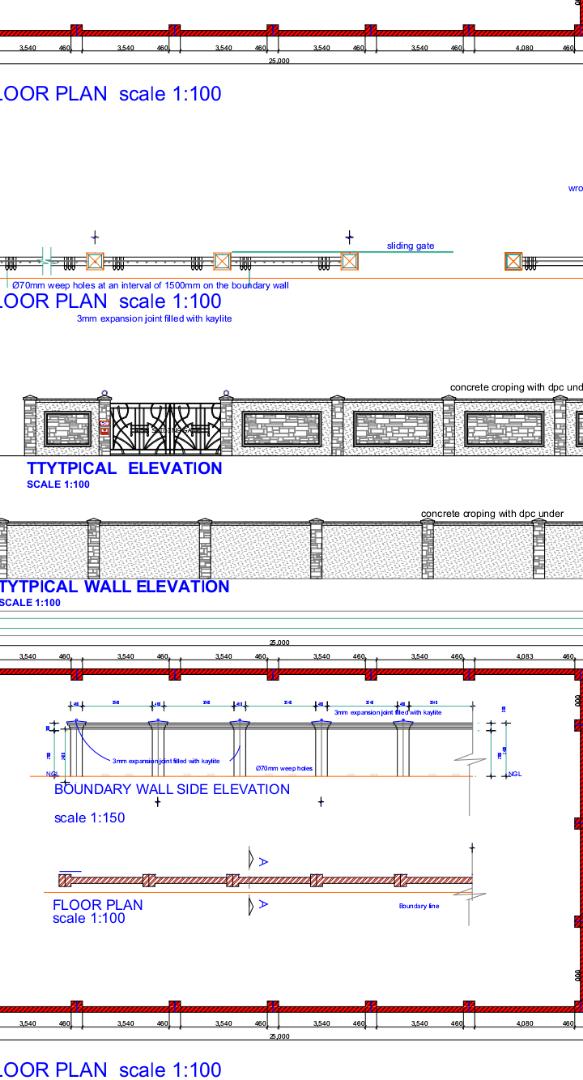 3,540 460 3,540 460 3,540 460 3,540 460 3,540 460 4,080 460
25,000
LOOR PLAN scale 1:100
wro
sliding gate
Ø70mm weep holes at an interval of 1500mm on the boundary wall
LOOR PLAN scale 1:100
3mm expansion joint filled with kaylite
concrete croping with dpc und
TTYTPICAL ELEVATION
SCALE 1:100
concrete croping with dpc under
TYTPICAL WALL ELEVATION
SCALE 1:100
25,000
3,540 460 3,540 460 3,540 460 3,540 460 3,540 460 4,083 460
3mm expansion joint filled with kaylite
3mm expansion joint filled with kaylite
Ø70mm weep holes
NGL NGL
BOUNDARY WALL SIDE ELEVATION
scale 1:150
A
A
FLOOR PLAN
scale 1:100
Boundary line
3,540 460 3,540 460 3,540 460 3,540 460 3,540 460 4,080 460
25,000
LOOR PLAN scale 1:100